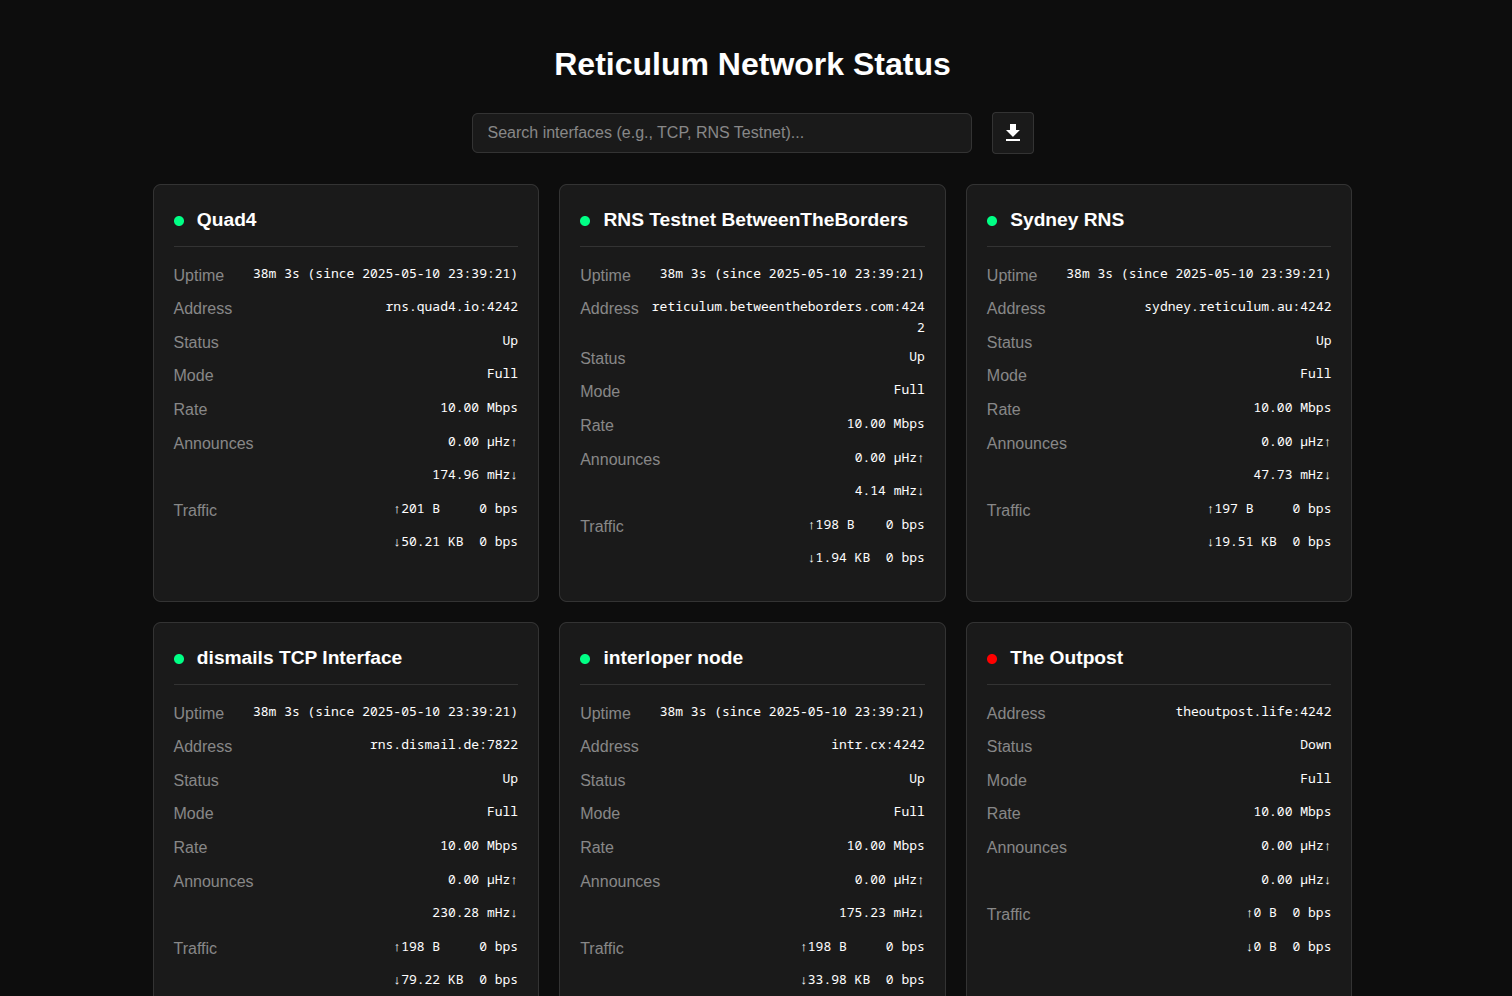 Reticulum Network Status
Search interfaces (e.g., TCP, RNS Testnet)...
Quad4
Uptime 38m 3s (since 2025-05-10 23:39:21)
Address rns.quad4.io:4242
Status Up
Mode Full
Rate 10.00 Mbps
Announces 0.00 µHz↑
174.96 mHz↓
Traffic ↑201 B 0 bps
↓50.21 KB 0 bps
RNS Testnet BetweenTheBorders
Uptime 38m 3s (since 2025-05-10 23:39:21)
Address reticulum.betweentheborders.com:424
2
Status Up
Mode Full
Rate 10.00 Mbps
Announces 0.00 µHz↑
4.14 mHz↓
Traffic ↑198 B 0 bps
↓1.94 KB 0 bps
Sydney RNS
Uptime 38m 3s (since 2025-05-10 23:39:21)
Address sydney.reticulum.au:4242
Status Up
Mode Full
Rate 10.00 Mbps
Announces 0.00 µHz↑
47.73 mHz↓
Traffic ↑197 B 0 bps
↓19.51 KB 0 bps
dismails TCP Interface
Uptime 38m 3s (since 2025-05-10 23:39:21)
Address rns.dismail.de:7822
Status Up
Mode Full
Rate 10.00 Mbps
Announces 0.00 µHz↑
230.28 mHz↓
Traffic ↑198 B 0 bps
↓79.22 KB 0 bps
interloper node
Uptime 38m 3s (since 2025-05-10 23:39:21)
Address intr.cx:4242
Status Up
Mode Full
Rate 10.00 Mbps
Announces 0.00 µHz↑
175.23 mHz↓
Traffic ↑198 B 0 bps
↓33.98 KB 0 bps
The Outpost
Address theoutpost.life:4242
Status Down
Mode Full
Rate 10.00 Mbps
Announces 0.00 µHz↑
0.00 µHz↓
Traffic ↑0 B 0 bps
↓0 B 0 bps